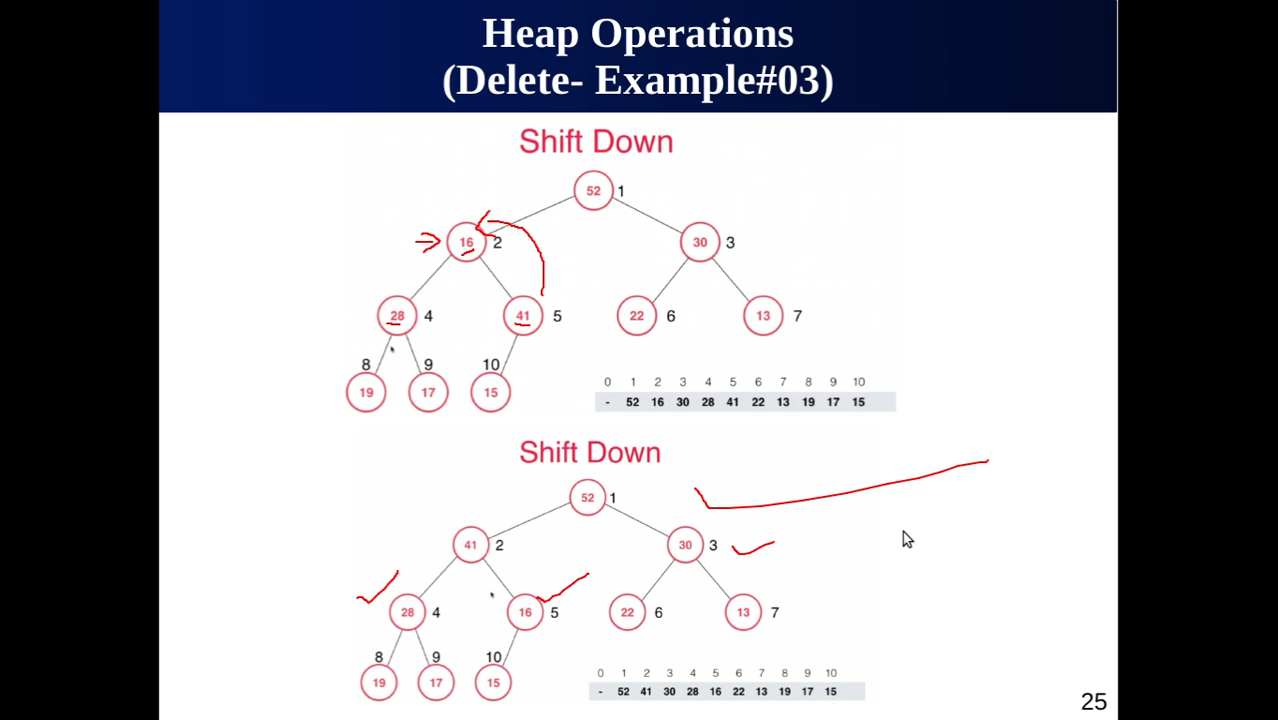 Heap Operations
(Delete- Example#03)
Shift Down
52 1
16 2 30 3
28 4 41 5 22 6 13 7
8 9 10
19 17 15
0 1 2 3 4 5 6 7 8 9 10
- 52 16 30 28 41 22 13 19 17 15
Shift Down
52 1
41 2 30 3
28 4 16 5 22 6 13 7
8 9 10
19 17 15
0 1 2 3 4 5 6 7 8 9 10
- 52 41 30 28 16 22 13 19 17 15
25